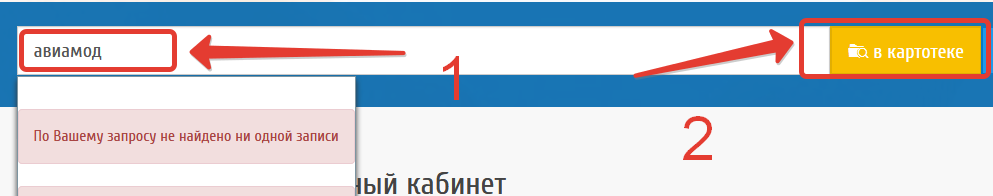 авиамод
в картотеке
1
2
По Вашему запросу не найдено ни одной записи
ный кабинет